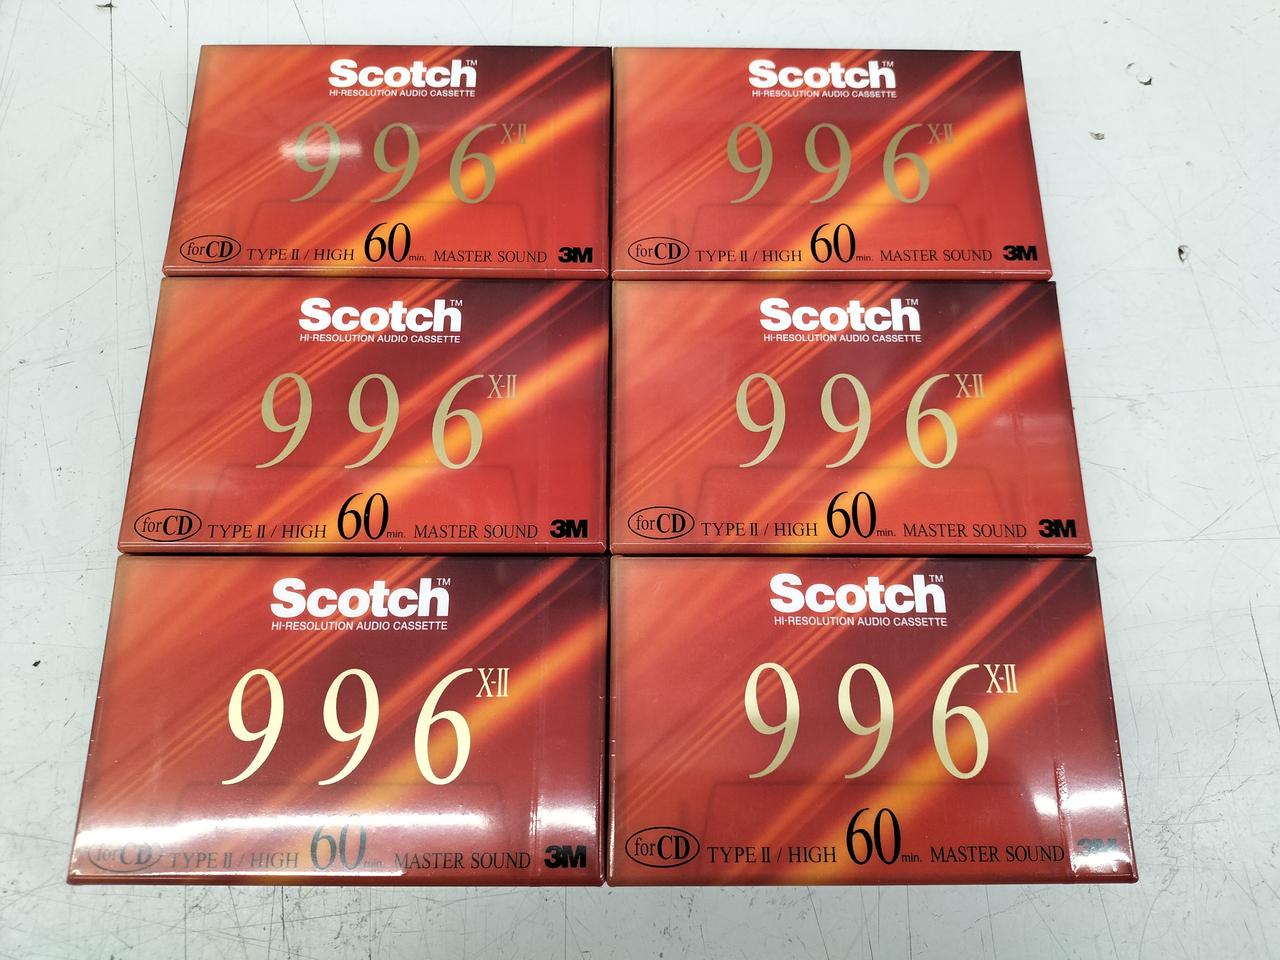 Scotch™
HI-RESOLUTION AUDIO CASSETTE
996 X-II
for CD TYPE II / HIGH 60 min. MASTER SOUND 3M
Scotch™
HI-RESOLUTION AUDIO CASSETTE
996 X-II
for CD TYPE II / HIGH 60 min. MASTER SOUND 3M
Scotch™
HI-RESOLUTION AUDIO CASSETTE
996 X-II
for CD TYPE II / HIGH 60 min. MASTER SOUND 3M
Scotch™
HI-RESOLUTION AUDIO CASSETTE
996 X-II
for CD TYPE II / HIGH 60 min. MASTER SOUND 3M
Scotch™
HI-RESOLUTION AUDIO CASSETTE
996 X-II
for CD TYPE II / HIGH 60 min. MASTER SOUND 3M
Scotch™
HI-RESOLUTION AUDIO CASSETTE
996 X-II
for CD TYPE II / HIGH 60 min. MASTER SOUND 3M